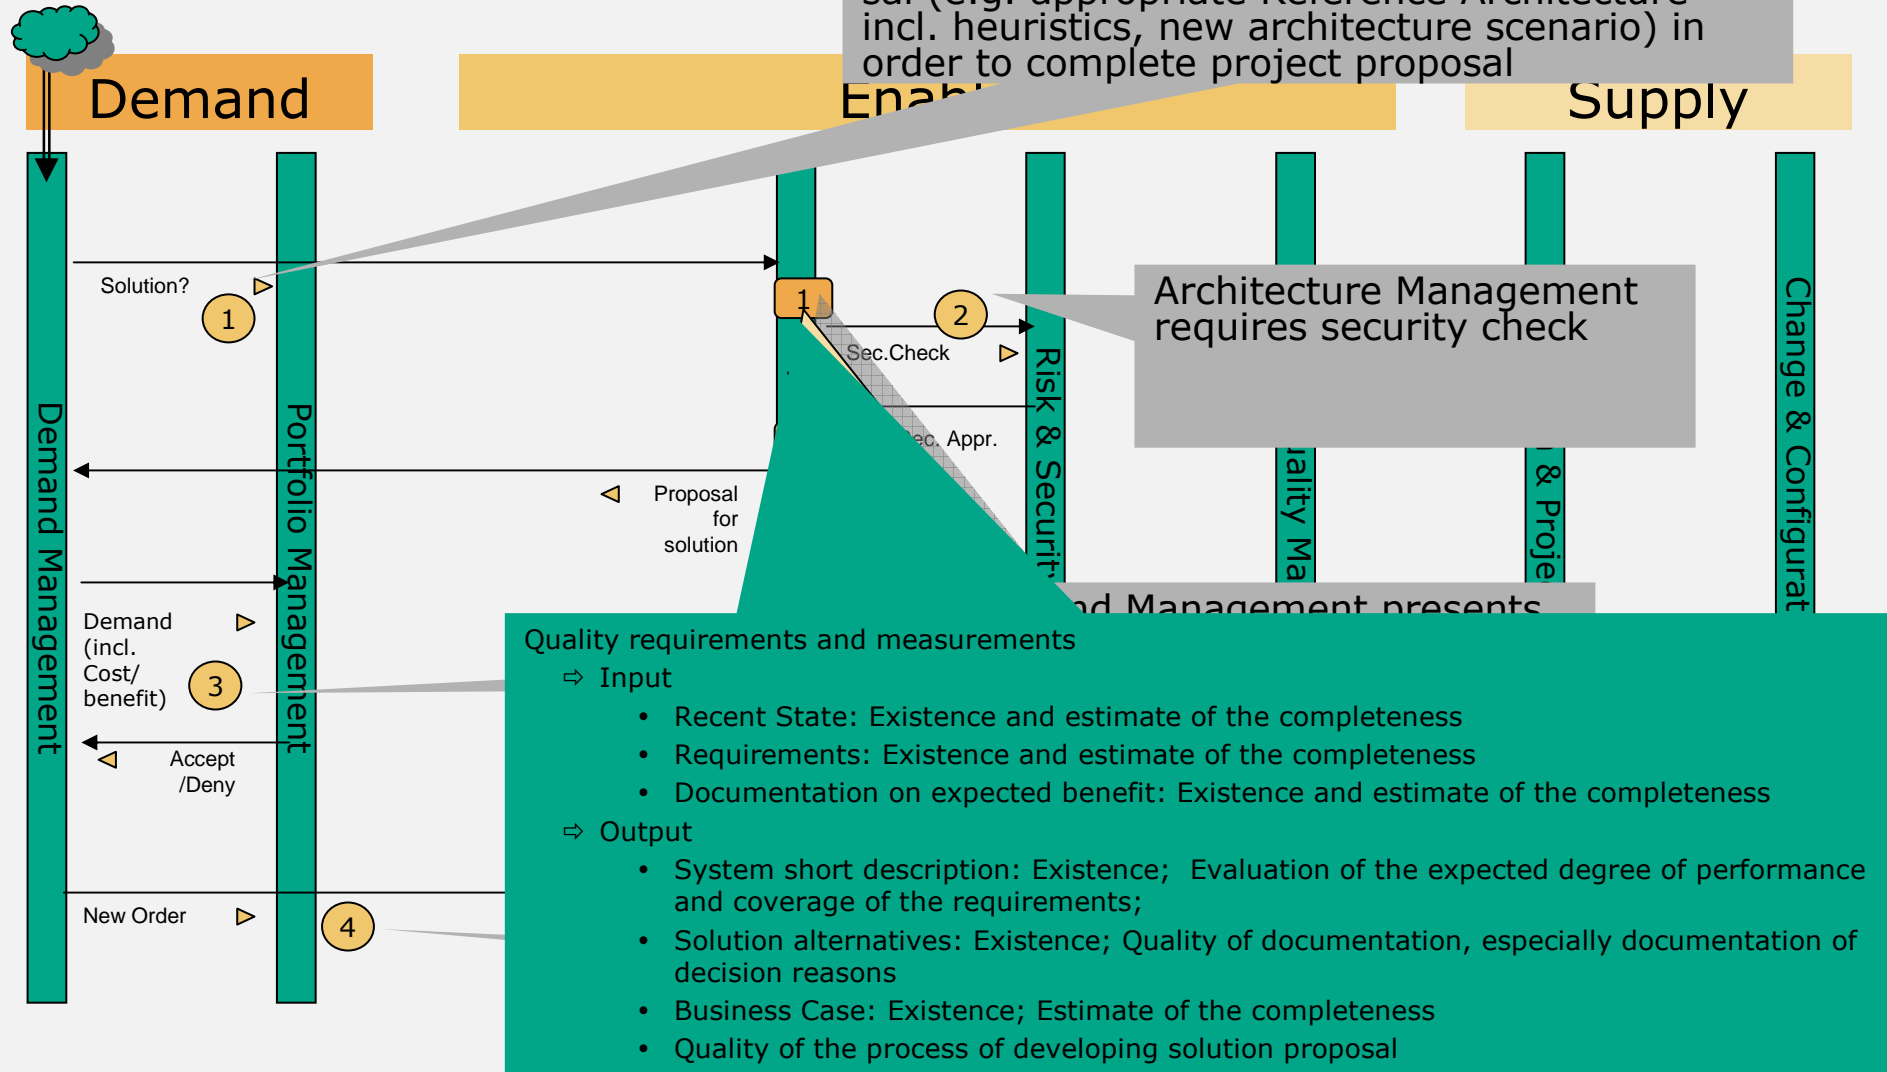 incl. heuristics, new architecture scenario) in
order to complete project proposal
Demand
Supply
Solution?
1
1
2
Architecture Management
requires security check
Sec.Check
Appr.
Proposal
for
solution
Demand Management
Portfolio Management
Risk & Security
Change & Configurat
uality Ma
& Proje
Management presents
Demand
(incl.
Cost/
benefit)
3
Accept
/Deny
New Order
4
Quality requirements and measurements
⇨ Input
• Recent State: Existence and estimate of the completeness
• Requirements: Existence and estimate of the completeness
• Documentation on expected benefit: Existence and estimate of the completeness
⇨ Output
• System short description: Existence; Evaluation of the expected degree of performance
and coverage of the requirements;
• Solution alternatives: Existence; Quality of documentation, especially documentation of
decision reasons
• Business Case: Existence; Estimate of the completeness
• Quality of the process of developing solution proposal